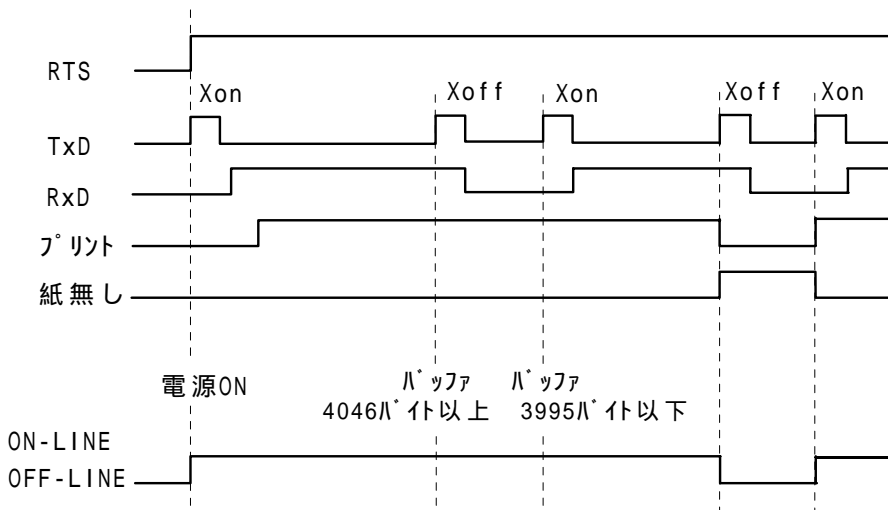 RTS
Xon
Xoff
Xon
Xoff
Xon
TxD
RxD
プリント
紙無し
電源ON
バッファ
4046バイト以上
バッファ
3995バイト以下
ON-LINE
OFF-LINE